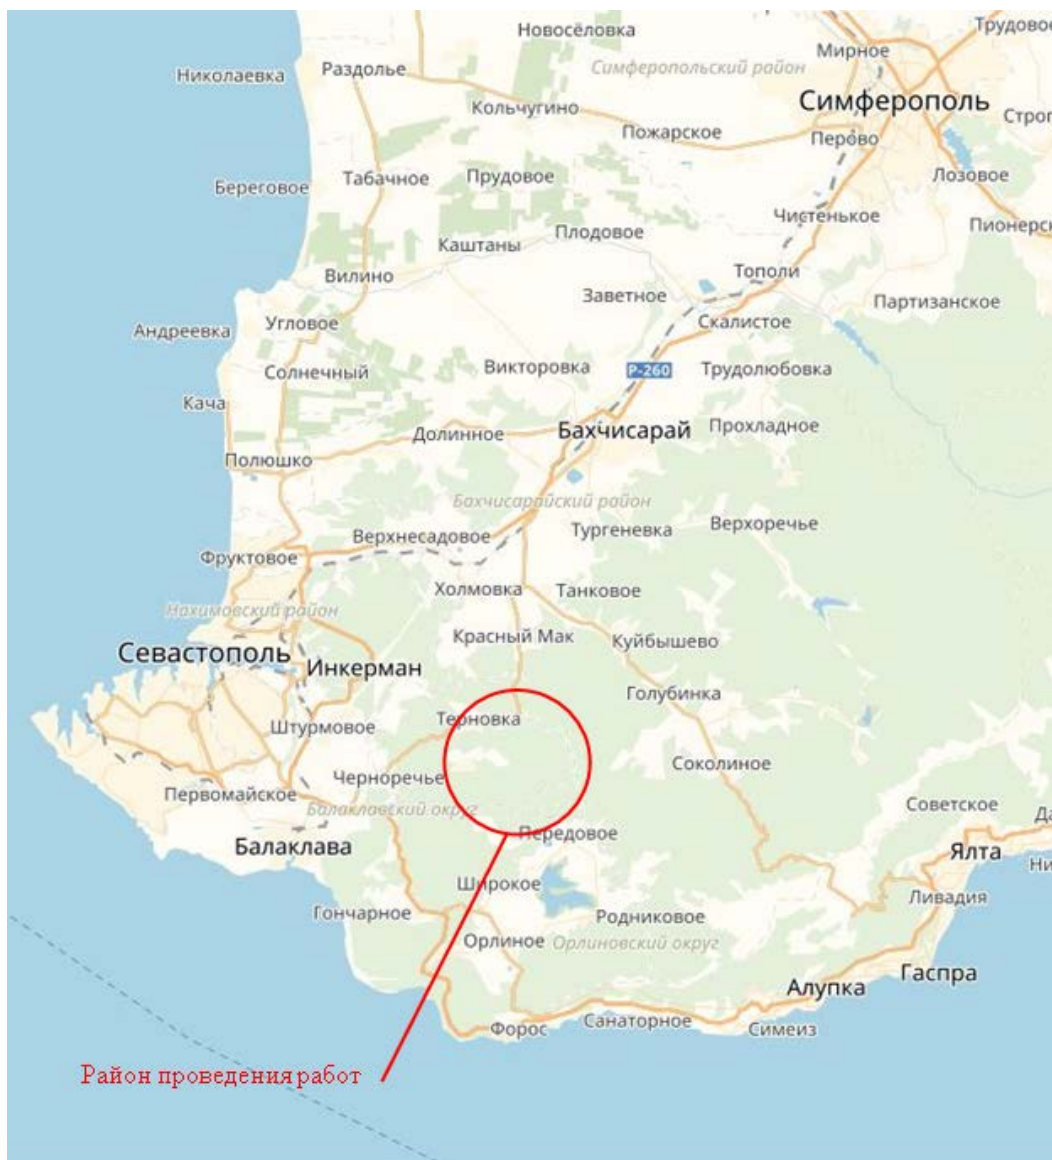 Новосёловка
Трудовое
Мирное
Николаевка
Раздолье
Симферопольский район
Симферополь
Кольчугино
Строг
Пожарское
Перово
Береговое
Табачное
Прудовое
Лозовое
Чистенькое
Пионерск
Плодовое
Каштаны
Вилино
Тополи
Заветное
Партизанское
Андреевка
Угловое
Скалистое
Солнечный
Викторовка
Р-260
Трудолюбовка
Кача
Долинное
Бахчисарай
Прохладное
Полюшко
Бахчисарайский район
Верхнесадовое
Тургеневка
Верхоречье
Фруктовое
Холмовка
Танковое
Нахимовский район
Красный Мак
Куйбышево
Севастополь
Инкерман
Голубинка
Терновка
Штурмовое
Соколиное
Черноречье
Первомайское
Балаклавский округ
Советское
Да
Передовое
Балаклава
Ялта
Ни
Широкое
Ливадия
Гончарное
Родниковое
Орлиное
Орлиновский округ
Гаспра
Алупка
Форос
Санаторное
Симеиз
Район проведения работ